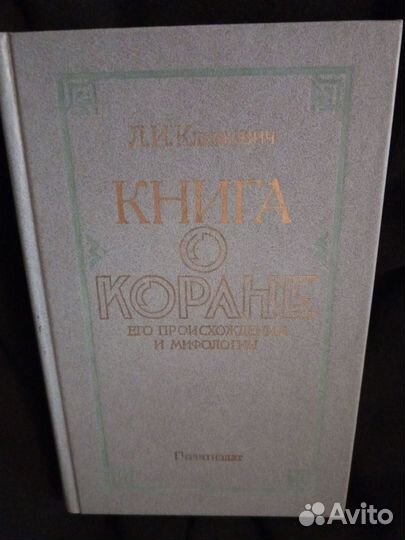 Л.И.Климович
КНИГА
О
КОРАНЕ
ЕГО ПРОИСХОЖДЕНИИ
И МИФОЛОГИИ
Политиздат
Avito